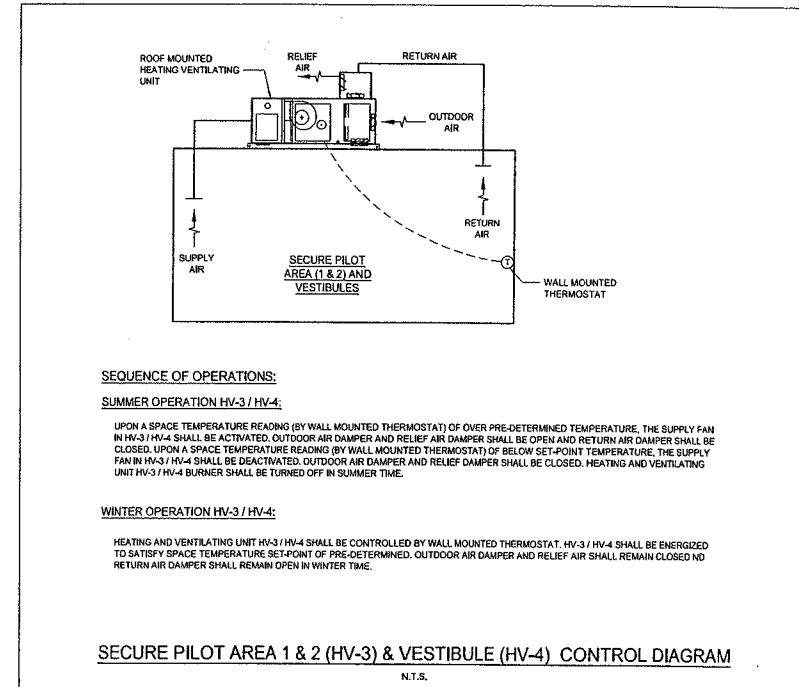 ROOF MOUNTED
HEATING VENTILATING
UNIT
RELIEF
AIR
RETURN AIR
OUTDOOR
AIR
SUPPLY
AIR
RETURN
AIR
SECURE PILOT
AREA (1 & 2) AND
VESTIBULES
T
WALL MOUNTED
THERMOSTAT
SEQUENCE OF OPERATIONS:
SUMMER OPERATION HV-3 / HV-4:
UPON A SPACE TEMPERATURE READING (BY WALL MOUNTED THERMOSTAT) OF OVER PRE-DETERMINED TEMPERATURE, THE SUPPLY FAN
IN HV-3 / HV-4 SHALL BE ACTIVATED. OUTDOOR AIR DAMPER AND RELIEF AIR DAMPER SHALL BE OPEN AND RETURN AIR DAMPER SHALL BE
CLOSED. UPON A SPACE TEMPERATURE READING (BY WALL MOUNTED THERMOSTAT) OF BELOW SET-POINT TEMPERATURE, THE SUPPLY
FAN IN HV-3 / HV-4 SHALL BE DEACTIVATED. OUTDOOR AIR DAMPER AND RELIEF DAMPER SHALL BE CLOSED. HEATING AND VENTILATING
UNIT HV-3 / HV-4 BURNER SHALL BE TURNED OFF IN SUMMER TIME.
WINTER OPERATION HV-3 / HV-4:
HEATING AND VENTILATING UNIT HV-3 / HV-4 SHALL BE CONTROLLED BY WALL MOUNTED THERMOSTAT. HV-3 / HV-4 SHALL BE ENERGIZED
TO SATISFY SPACE TEMPERATURE SET-POINT OF PRE-DETERMINED. OUTDOOR AIR DAMPER AND RELIEF AIR SHALL REMAIN CLOSED ND
RETURN AIR DAMPER SHALL REMAIN OPEN IN WINTER TIME.
SECURE PILOT AREA 1 & 2 (HV-3) & VESTIBULE (HV-4) CONTROL DIAGRAM
N.T.S.